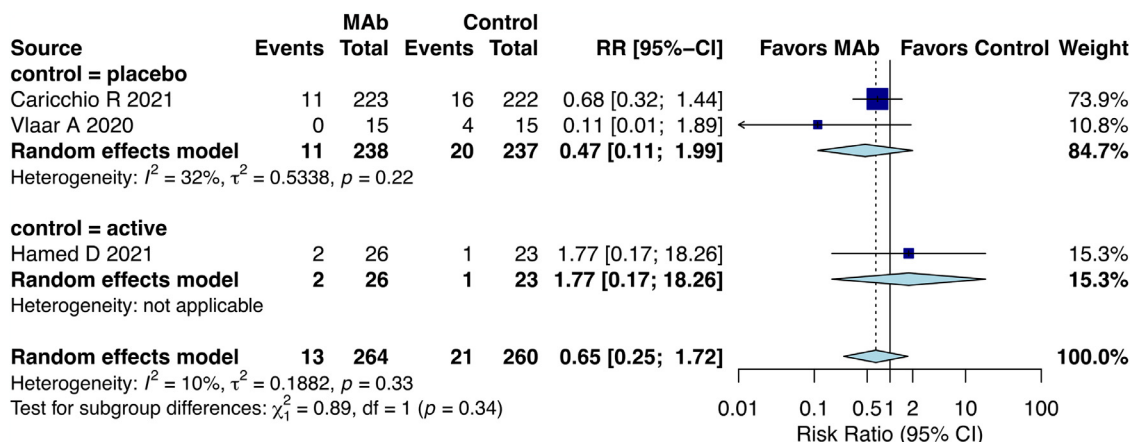 MAb Control
Source Events Total Events Total RR [95%−CI] Favors MAb Favors Control Weight
control = placebo
Caricchio R 2021 11 223 16 222 0.68 [0.32; 1.44] 73.9%
Vlaar A 2020 0 15 4 15 0.11 [0.01; 1.89] 10.8%
Random effects model 11 238 20 237 0.47 [0.11; 1.99] 84.7%
Heterogeneity: I² = 32%, τ² = 0.5338, p = 0.22
control = active
Hamed D 2021 2 26 1 23 1.77 [0.17; 18.26] 15.3%
Random effects model 2 26 1 23 1.77 [0.17; 18.26] 15.3%
Heterogeneity: not applicable
Random effects model 13 264 21 260 0.65 [0.25; 1.72] 100.0%
Heterogeneity: I² = 10%, τ² = 0.1882, p = 0.33
Test for subgroup differences: χ₁² = 0.89, df = 1 (p = 0.34)
0.01 0.1 0.5 1 2 10 100
Risk Ratio (95% CI)